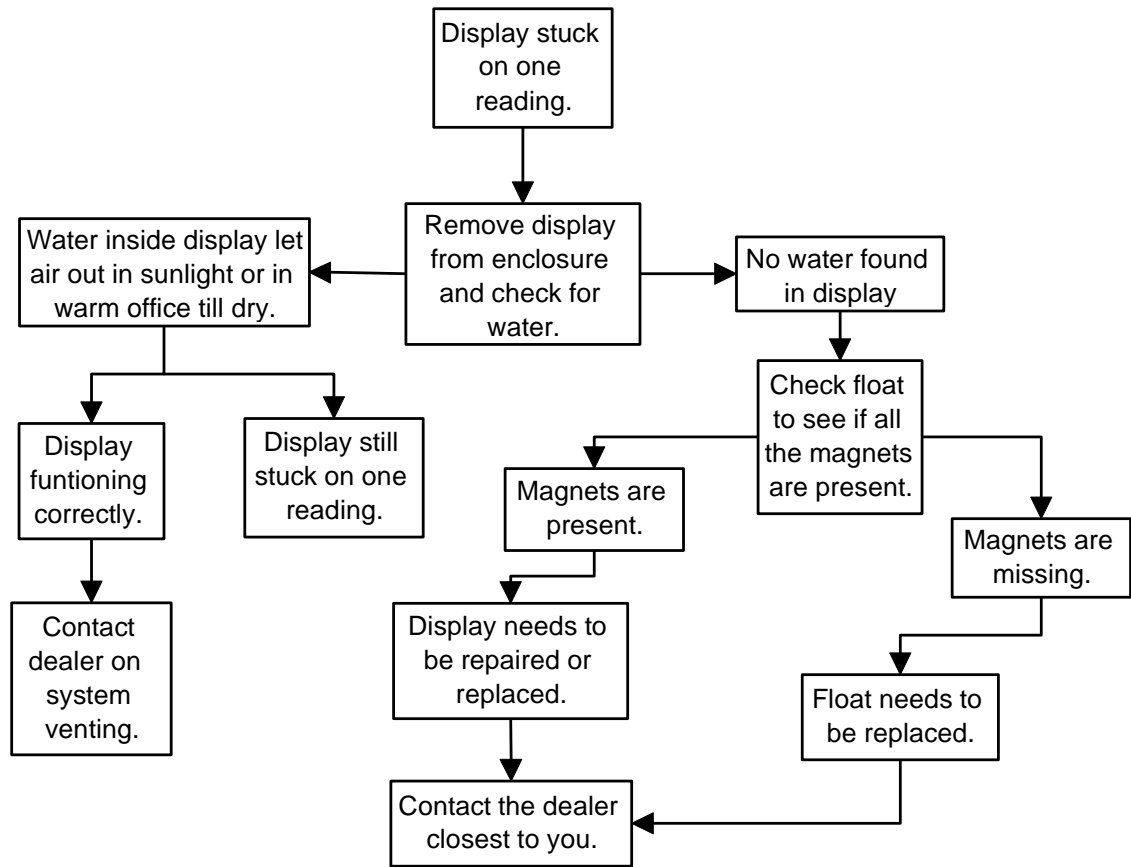 Display stuck
on one
reading.
Remove display
from enclosure
and check for
water.
Water inside display let
air out in sunlight or in
warm office till dry.
No water found
in display
Display
funtioning
correctly.
Display still
stuck on one
reading.
Check float
to see if all
the magnets
are present.
Magnets are
present.
Magnets are
missing.
Contact
dealer on
system
venting.
Display needs to
be repaired or
replaced.
Float needs to
be replaced.
Contact the dealer
closest to you.